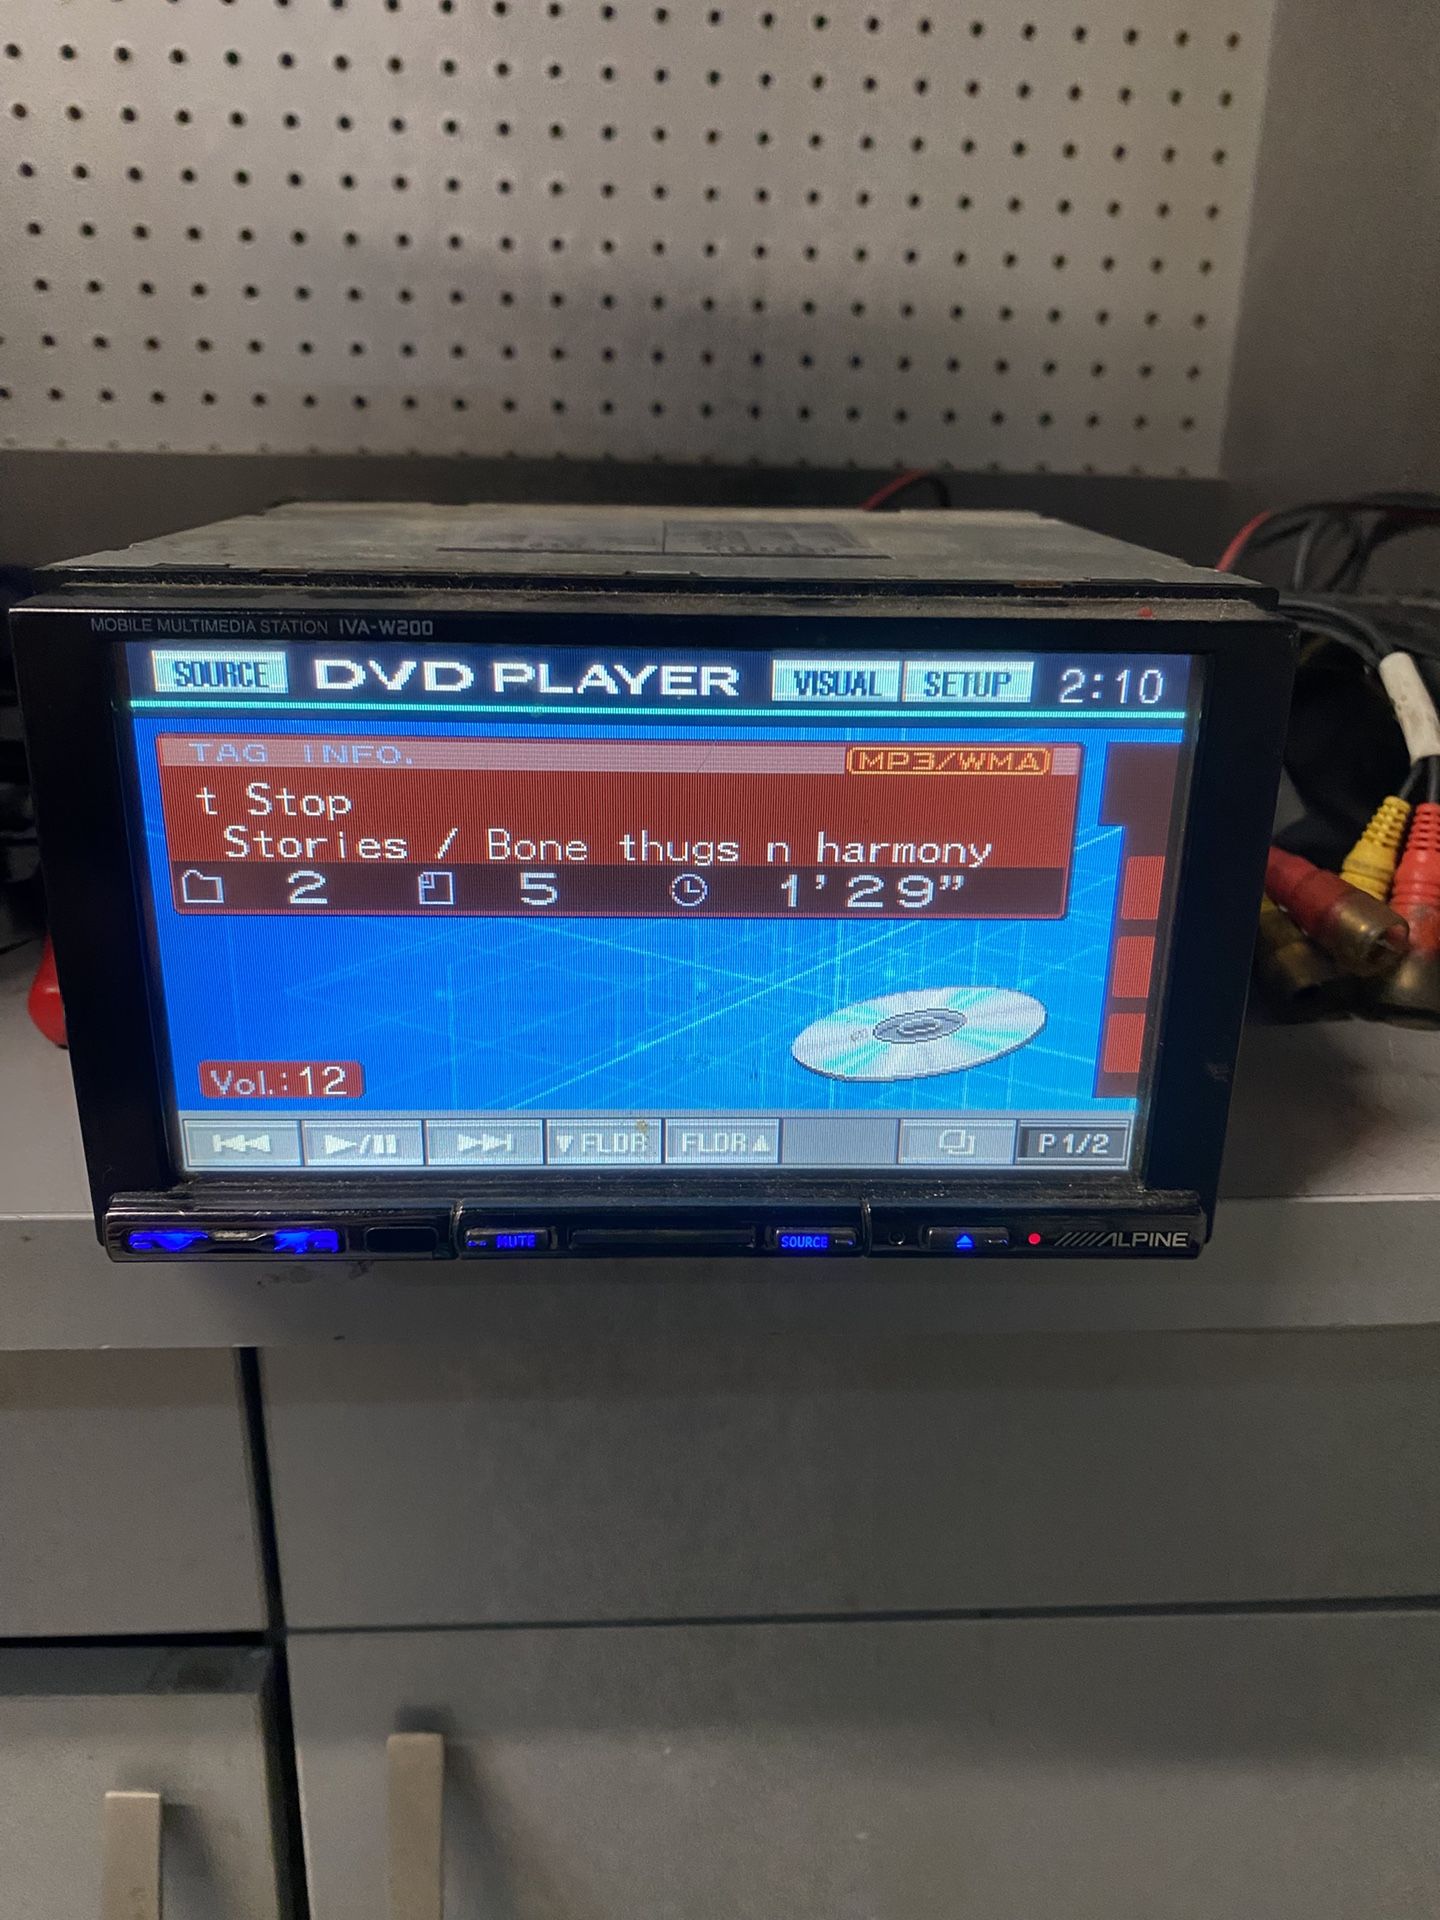 MOBILE MULTIMEDIA STATION IVA-W200
SOURCE DVD PLAYER VISUAL SETUP 2:10
TAG INFO. MP3/WMA
t Stop
Stories / Bone thugs n harmony
2 5 1'29"
Vol.:12
▼FLDR FLDR▲ P1/2
MUTE SOURCE ALPINE